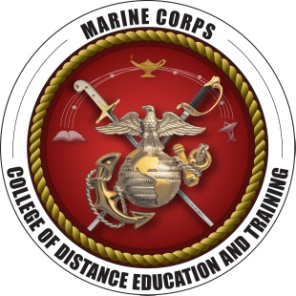 MARINE CORPS
COLLEGE OF DISTANCE EDUCATION AND TRAINING